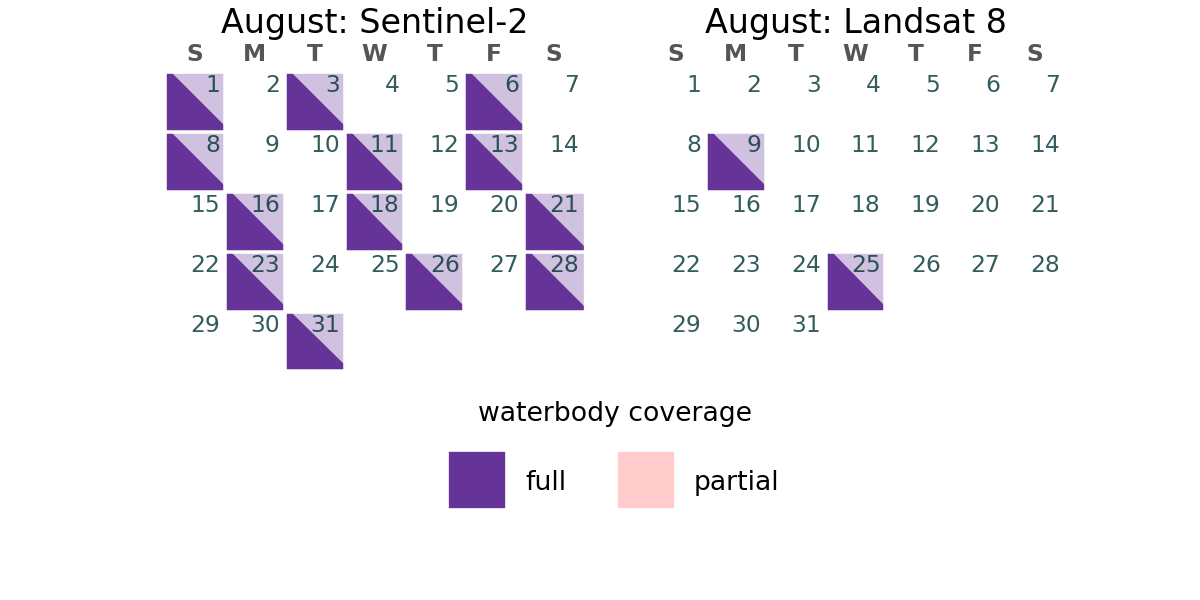 August: Sentinel-2
S M T W T F S
1 2 3 4 5 6 7
8 9 10 11 12 13 14
15 16 17 18 19 20 21
22 23 24 25 26 27 28
29 30 31
August: Landsat 8
S M T W T F S
1 2 3 4 5 6 7
8 9 10 11 12 13 14
15 16 17 18 19 20 21
22 23 24 25 26 27 28
29 30 31
waterbody coverage
full
partial